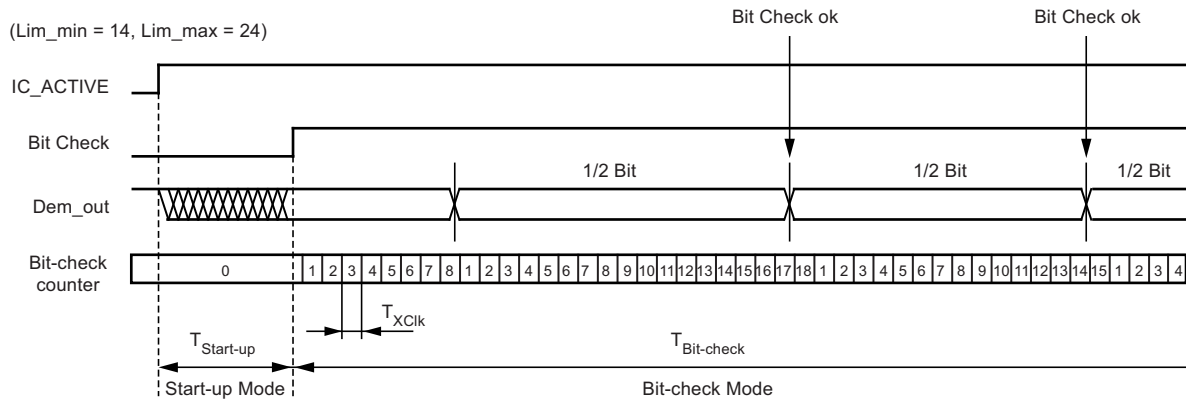 Bit Check ok Bit Check ok
(Lim_min = 14, Lim_max = 24)
IC_ACTIVE
Bit Check
1/2 Bit 1/2 Bit 1/2 Bit
Dem_out
Bit-check
counter
0 1 2 3 4 5 6 7 8 1 2 3 4 5 6 7 8 9 10 11 12 13 14 15 16 17 18 1 2 3 4 5 6 7 8 9 10 11 12 13 14 15 1 2 3 4
TXClk
TStart-up TBit-check
Start-up Mode Bit-check Mode